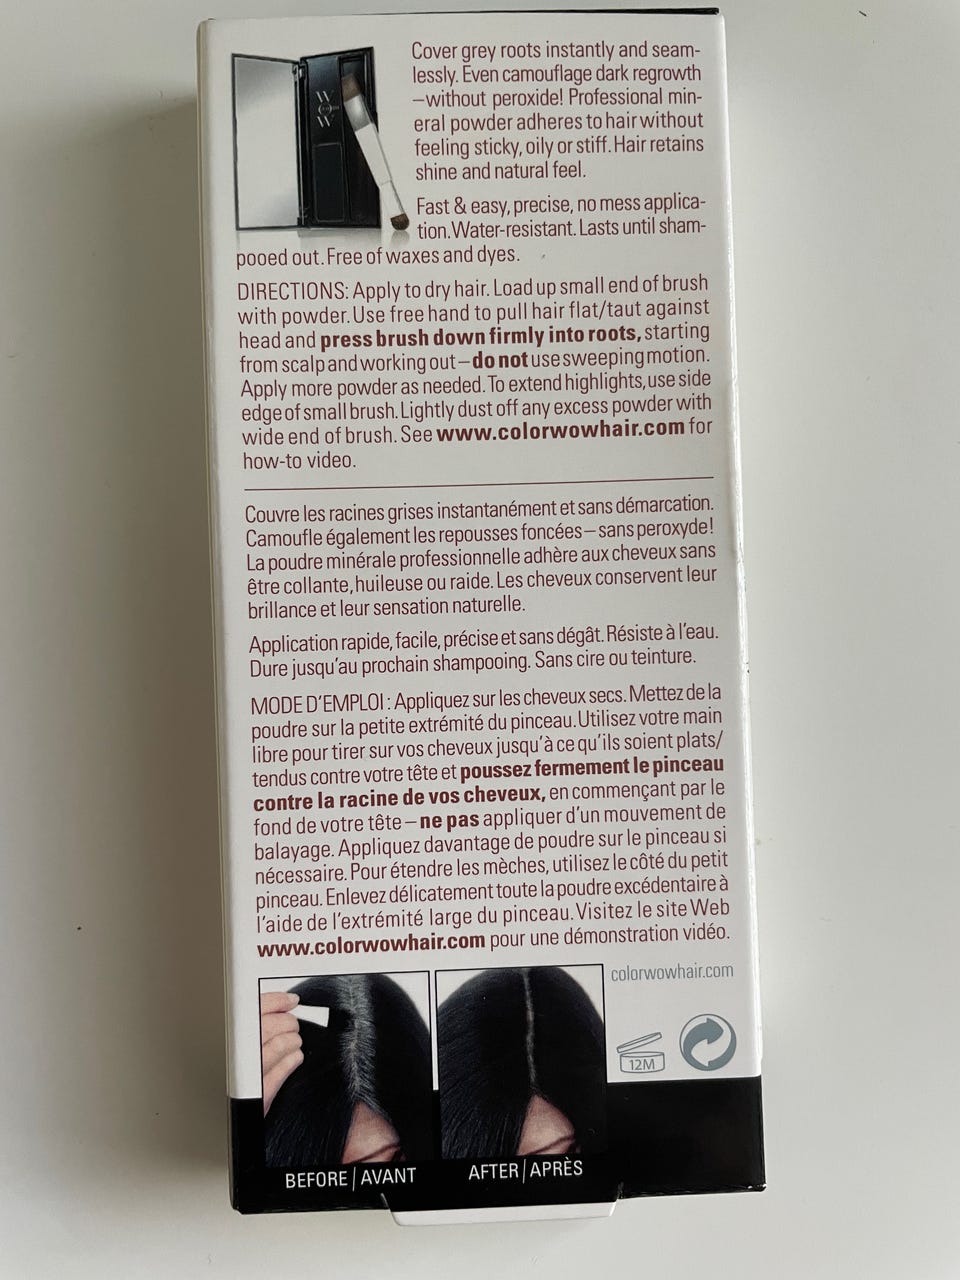 W
O
W
Cover grey roots instantly and seam-
lessly. Even camouflage dark regrowth
–without peroxide! Professional min-
eral powder adheres to hair without
feeling sticky, oily or stiff. Hair retains
shine and natural feel.
Fast & easy, precise, no mess applica-
tion. Water-resistant. Lasts until sham-
pooed out. Free of waxes and dyes.
DIRECTIONS: Apply to dry hair. Load up small end of brush
with powder. Use free hand to pull hair flat/taut against
head and press brush down firmly into roots, starting
from scalp and working out – do not use sweeping motion.
Apply more powder as needed. To extend highlights, use side
edge of small brush. Lightly dust off any excess powder with
wide end of brush. See www.colorwowhair.com for
how-to video.
Couvre les racines grises instantanément et sans démarcation.
Camoufle également les repousses foncées – sans peroxyde!
La poudre minérale professionnelle adhère aux cheveux sans
être collante, huileuse ou raide. Les cheveux conservent leur
brillance et leur sensation naturelle.
Application rapide, facile, précise et sans dégât. Résiste à l'eau.
Dure jusqu'au prochain shampooing. Sans cire ou teinture.
MODE D'EMPLOI : Appliquez sur les cheveux secs. Mettez de la
poudre sur la petite extrémité du pinceau. Utilisez votre main
libre pour tirer sur vos cheveux jusqu'à ce qu'ils soient plats/
tendus contre votre tête et poussez fermement le pinceau
contre la racine de vos cheveux, en commençant par le
fond de votre tête – ne pas appliquer d'un mouvement de
balayage. Appliquez davantage de poudre sur le pinceau si
nécessaire. Pour étendre les mèches, utilisez le côté du petit
pinceau. Enlevez délicatement toute la poudre excédentaire à
l'aide de l'extrémité large du pinceau. Visitez le site Web
www.colorwowhair.com pour une démonstration vidéo.
colorwowhair.com
12M
BEFORE | AVANT
AFTER | APRÈS